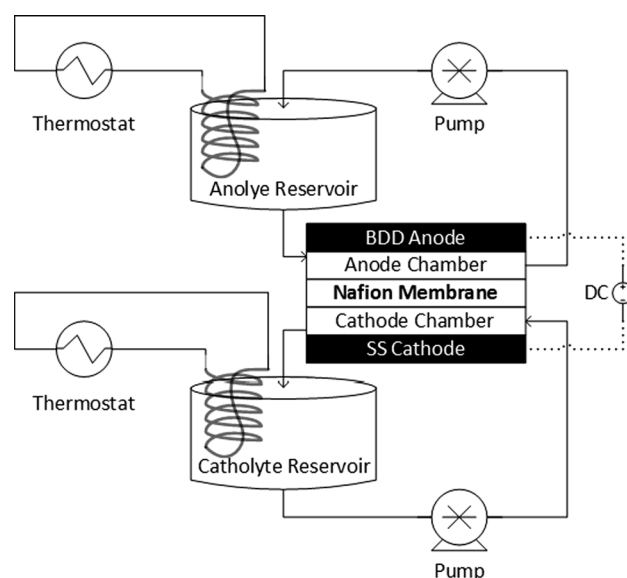 Thermostat
Pump
Anolye Reservoir
BDD Anode
Anode Chamber
Nafion Membrane
DC
Cathode Chamber
SS Cathode
Thermostat
Catholyte Reservoir
Pump